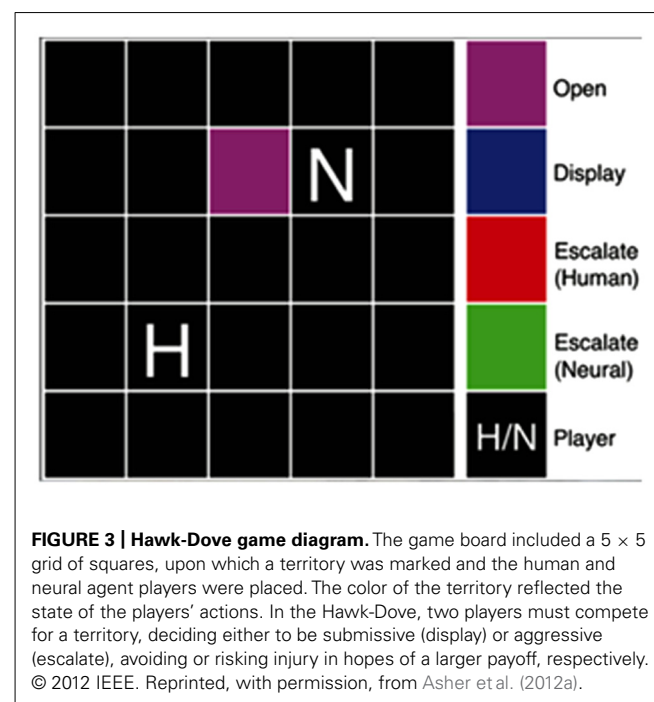 Open
N
Display
Escalate
(Human)
H
Escalate
(Neural)
H/N Player
FIGURE 3 | Hawk-Dove game diagram. The game board included a 5 × 5
grid of squares, upon which a territory was marked and the human and
neural agent players were placed. The color of the territory reflected the
state of the players' actions. In the Hawk-Dove, two players must compete
for a territory, deciding either to be submissive (display) or aggressive
(escalate), avoiding or risking injury in hopes of a larger payoff, respectively.
© 2012 IEEE. Reprinted, with permission, from Asher et al. (2012a).